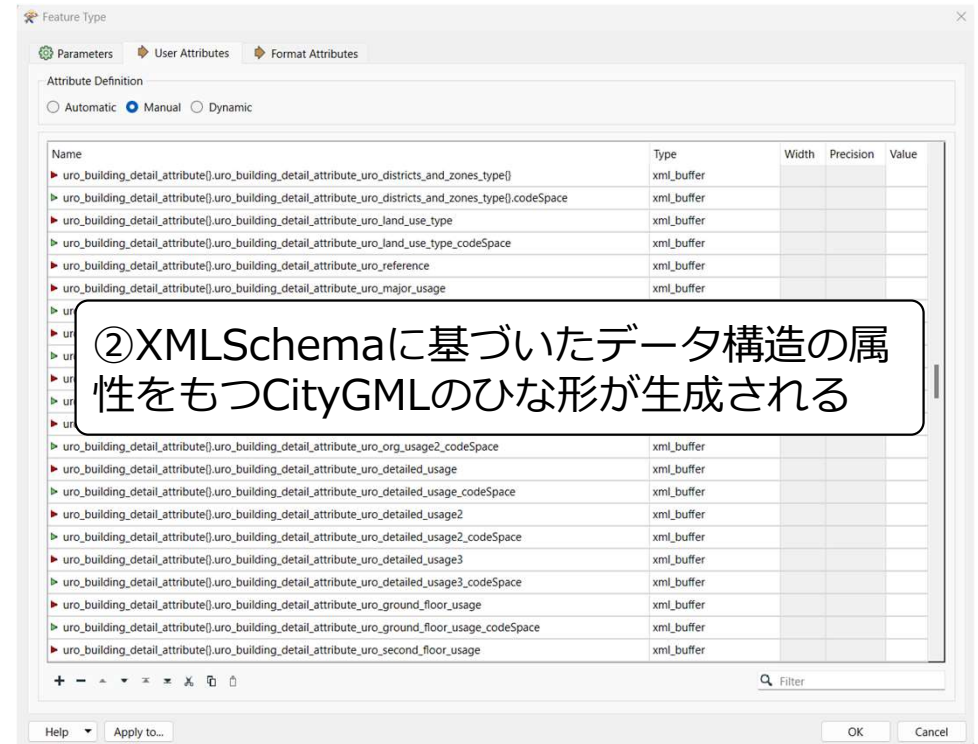 Feature Type
Parameters User Attributes Format Attributes
Attribute Definition
Automatic Manual Dynamic
Name Type Width Precision Value
uro_building_detail_attribute{}.uro_building_detail_attribute_uro_districts_and_zones_type{} xml_buffer
uro_building_detail_attribute{}.uro_building_detail_attribute_uro_districts_and_zones_type{}.codeSpace xml_buffer
uro_building_detail_attribute{}.uro_building_detail_attribute_uro_land_use_type xml_buffer
uro_building_detail_attribute{}.uro_building_detail_attribute_uro_land_use_type_codeSpace xml_buffer
uro_building_detail_attribute{}.uro_building_detail_attribute_uro_reference xml_buffer
uro_building_detail_attribute{}.uro_building_detail_attribute_uro_major_usage xml_buffer
②XMLSchemaに基づいたデータ構造の属
性をもつCityGMLのひな形が生成される
uro_building_detail_attribute{}.uro_building_detail_attribute_uro_org_usage2_codeSpace xml_buffer
uro_building_detail_attribute{}.uro_building_detail_attribute_uro_detailed_usage xml_buffer
uro_building_detail_attribute{}.uro_building_detail_attribute_uro_detailed_usage_codeSpace xml_buffer
uro_building_detail_attribute{}.uro_building_detail_attribute_uro_detailed_usage2 xml_buffer
uro_building_detail_attribute{}.uro_building_detail_attribute_uro_detailed_usage2_codeSpace xml_buffer
uro_building_detail_attribute{}.uro_building_detail_attribute_uro_detailed_usage3 xml_buffer
uro_building_detail_attribute{}.uro_building_detail_attribute_uro_detailed_usage3_codeSpace xml_buffer
uro_building_detail_attribute{}.uro_building_detail_attribute_uro_ground_floor_usage xml_buffer
uro_building_detail_attribute{}.uro_building_detail_attribute_uro_ground_floor_usage_codeSpace xml_buffer
uro_building_detail_attribute{}.uro_building_detail_attribute_uro_second_floor_usage xml_buffer
Filter
Help Apply to... OK Cancel